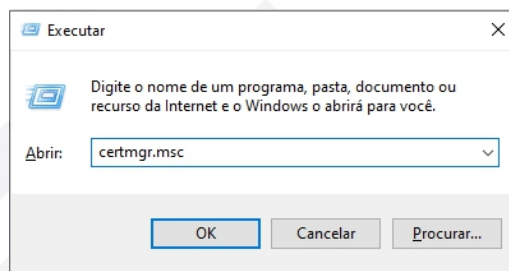 Executar
Digite o nome de um programa, pasta, documento ou
recurso da Internet e o Windows o abrirá para você.
Abrir: certmgr.msc
OK Cancelar Procurar...